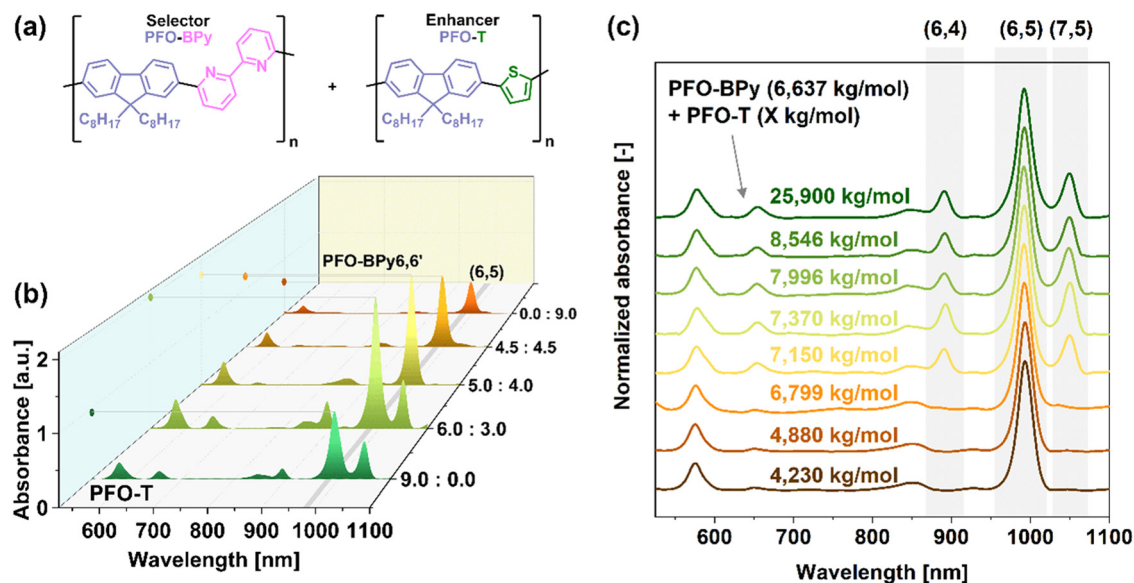 (a)
Selector
PFO-BPy
Enhancer
PFO-T
N
N
S
+
C8H17 C8H17
n
C8H17 C8H17
n
(b)
PFO-BPy6,6'
(6,5)
0.0 : 9.0
4.5 : 4.5
5.0 : 4.0
6.0 : 3.0
9.0 : 0.0
PFO-T
Absorbance [a.u.]
2
1
0
600 700 800 900 1000 1100
Wavelength [nm]
(c)
(6,4) (6,5) (7,5)
PFO-BPy (6,637 kg/mol)
+ PFO-T (X kg/mol)
25,900 kg/mol
8,546 kg/mol
7,996 kg/mol
7,370 kg/mol
7,150 kg/mol
6,799 kg/mol
4,880 kg/mol
4,230 kg/mol
Normalized absorbance [-]
600 700 800 900 1000 1100
Wavelength [nm]